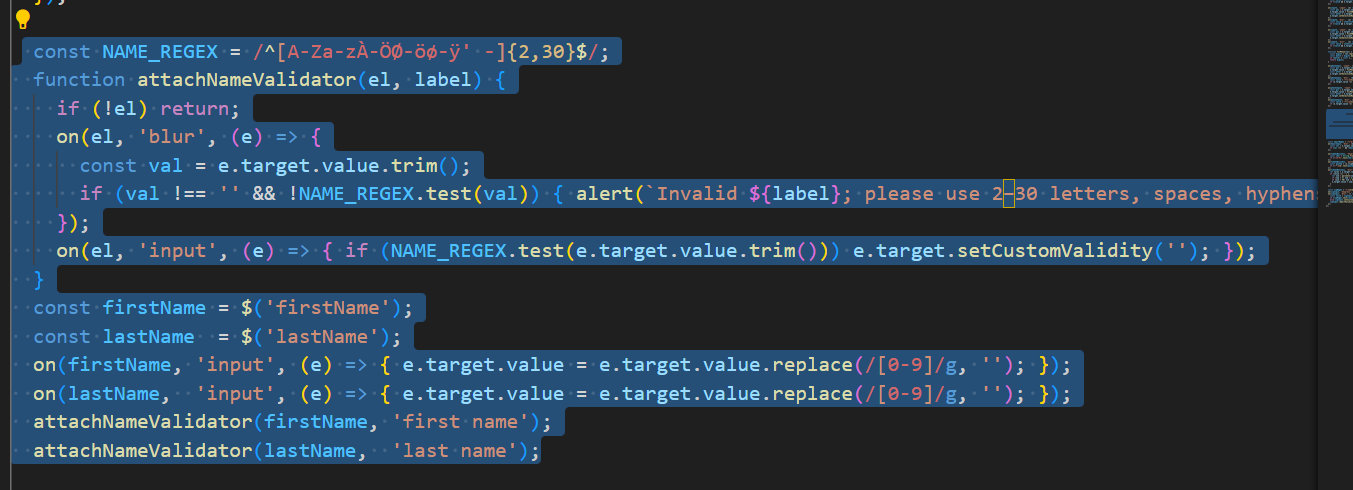 });
const NAME_REGEX = /^[A-Za-zÀ-ÖØ-öø-ÿ' -]{2,30}$/;
function attachNameValidator(el, label) {
if (!el) return;
on(el, 'blur', (e) => {
const val = e.target.value.trim();
if (val !== '' && !NAME_REGEX.test(val)) { alert(`Invalid ${label}; please use 2–30 letters, spaces, hyphen
});
on(el, 'input', (e) => { if (NAME_REGEX.test(e.target.value.trim())) e.target.setCustomValidity(''); });
}
const firstName = $('firstName');
const lastName  = $('lastName');
on(firstName, 'input', (e) => { e.target.value = e.target.value.replace(/[0-9]/g, ''); });
on(lastName,  'input', (e) => { e.target.value = e.target.value.replace(/[0-9]/g, ''); });
attachNameValidator(firstName, 'first name');
attachNameValidator(lastName,  'last name');